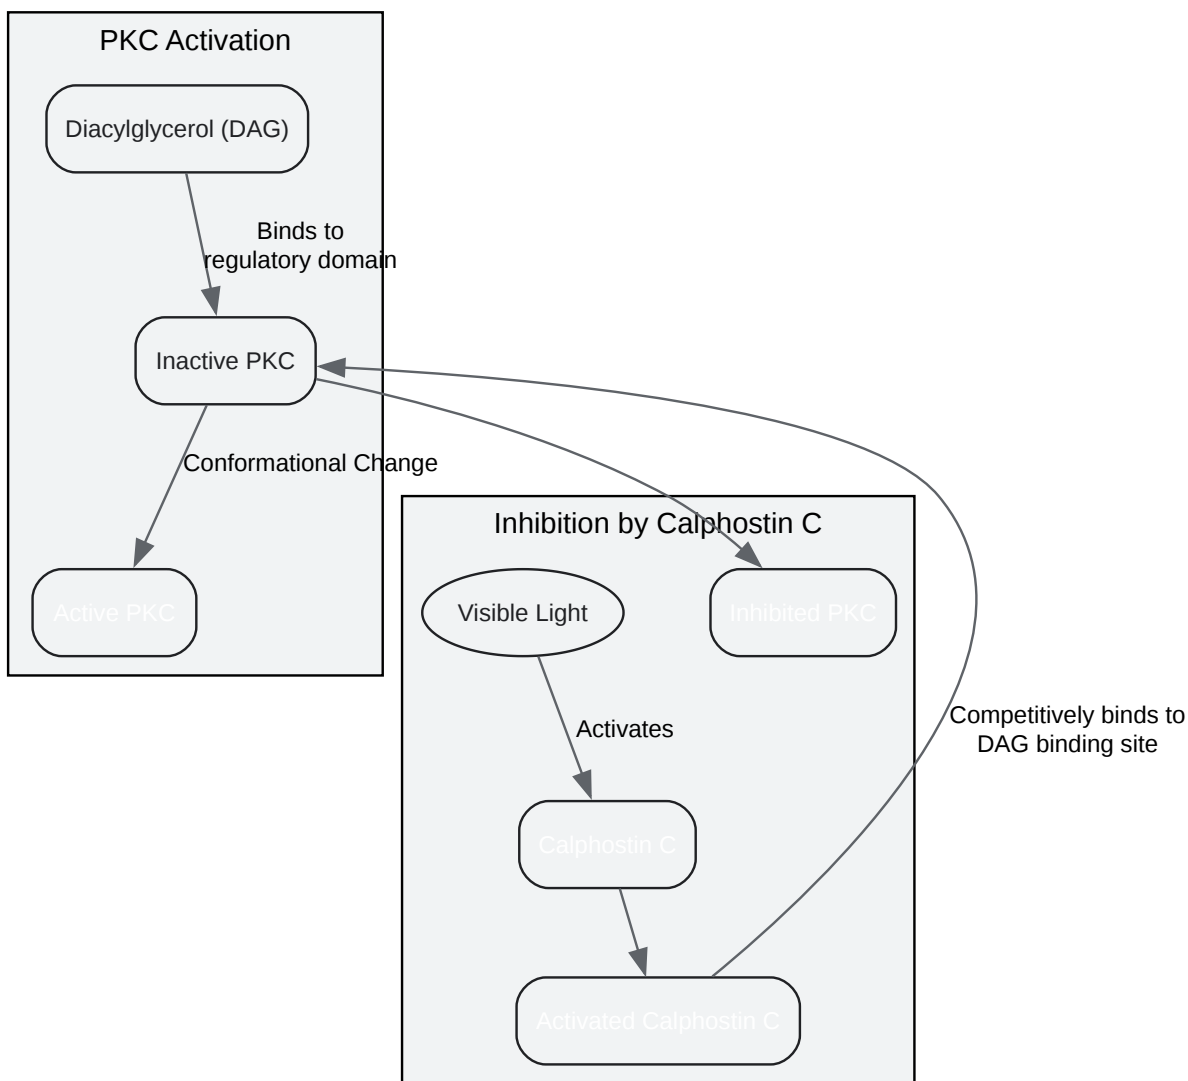 PKC Activation
Diacylglycerol (DAG)
Binds to
regulatory domain
Inactive PKC
Conformational Change
Active PKC
Inhibition by Calphostin C
Visible Light
Inhibited PKC
Activates
Competitively binds to
DAG binding site
Calphostin C
Activated Calphostin C